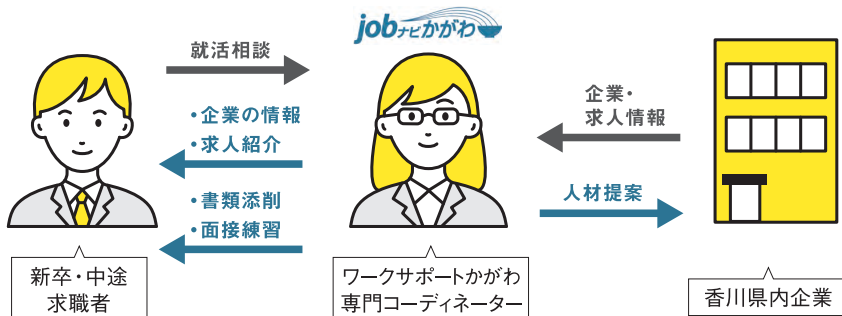 jobナビかがわ
就活相談
・企業の情報
・求人紹介
・書類添削
・面接練習
企業・
求人情報
人材提案
新卒・中途
求職者
ワークサポートかがわ
専門コーディネーター
香川県内企業